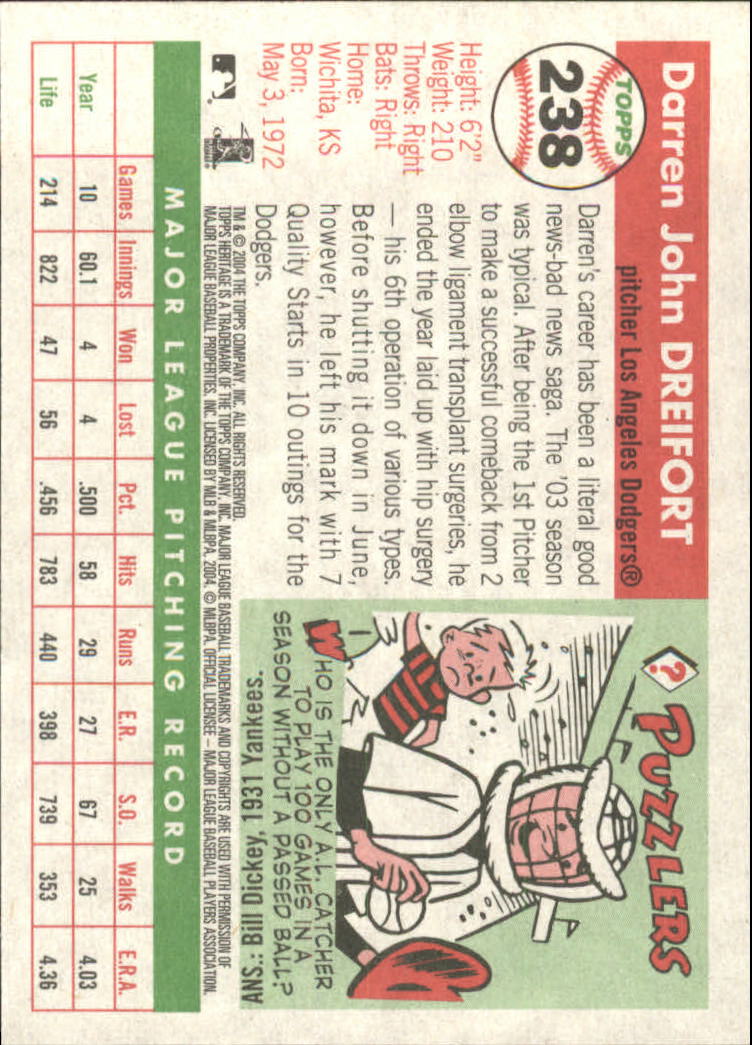 Darren John DREIFORT
pitcher Los Angeles Dodgers®
TOPPS
238
Height: 6'2"
Weight: 210
Throws: Right
Bats: Right
Home:
Wichita, KS
Born:
May 3, 1972
Darren's career has been a literal good
news-bad news saga. The '03 season
was typical. After being the 1st Pitcher
to make a successful comeback from 2
elbow ligament transplant surgeries, he
ended the year laid up with hip surgery
— his 6th operation of various types.
Before shutting it down in June,
however, he left his mark with 7
Quality Starts in 10 outings for the
Dodgers.
TM & © 2004 THE TOPPS COMPANY, INC. ALL RIGHTS RESERVED.
TOPPS HERITAGE IS A TRADEMARK OF THE TOPPS COMPANY, INC. MAJOR LEAGUE BASEBALL TRADEMARKS AND COPYRIGHTS ARE USED WITH PERMISSION OF
MAJOR LEAGUE BASEBALL PROPERTIES, INC. LICENSED BY MLB & MLBPA, 2004. © MLBPA, OFFICIAL LICENSEE – MAJOR LEAGUE BASEBALL PLAYERS ASSOCIATION.
? PUZZLERS
WHO IS THE ONLY A.L. CATCHER
TO PLAY 100 GAMES IN A
SEASON WITHOUT A PASSED BALL?
ANS.: Bill Dickey, 1931 Yankees.
MAJOR LEAGUE PITCHING RECORD
Games Innings Won Lost Pct. Hits Runs E.R. S.O. Walks E.R.A.
Year 10 60.1 4 4 .500 58 29 27 67 25 4.03
Life 214 822 47 56 .456 783 440 398 739 353 4.36